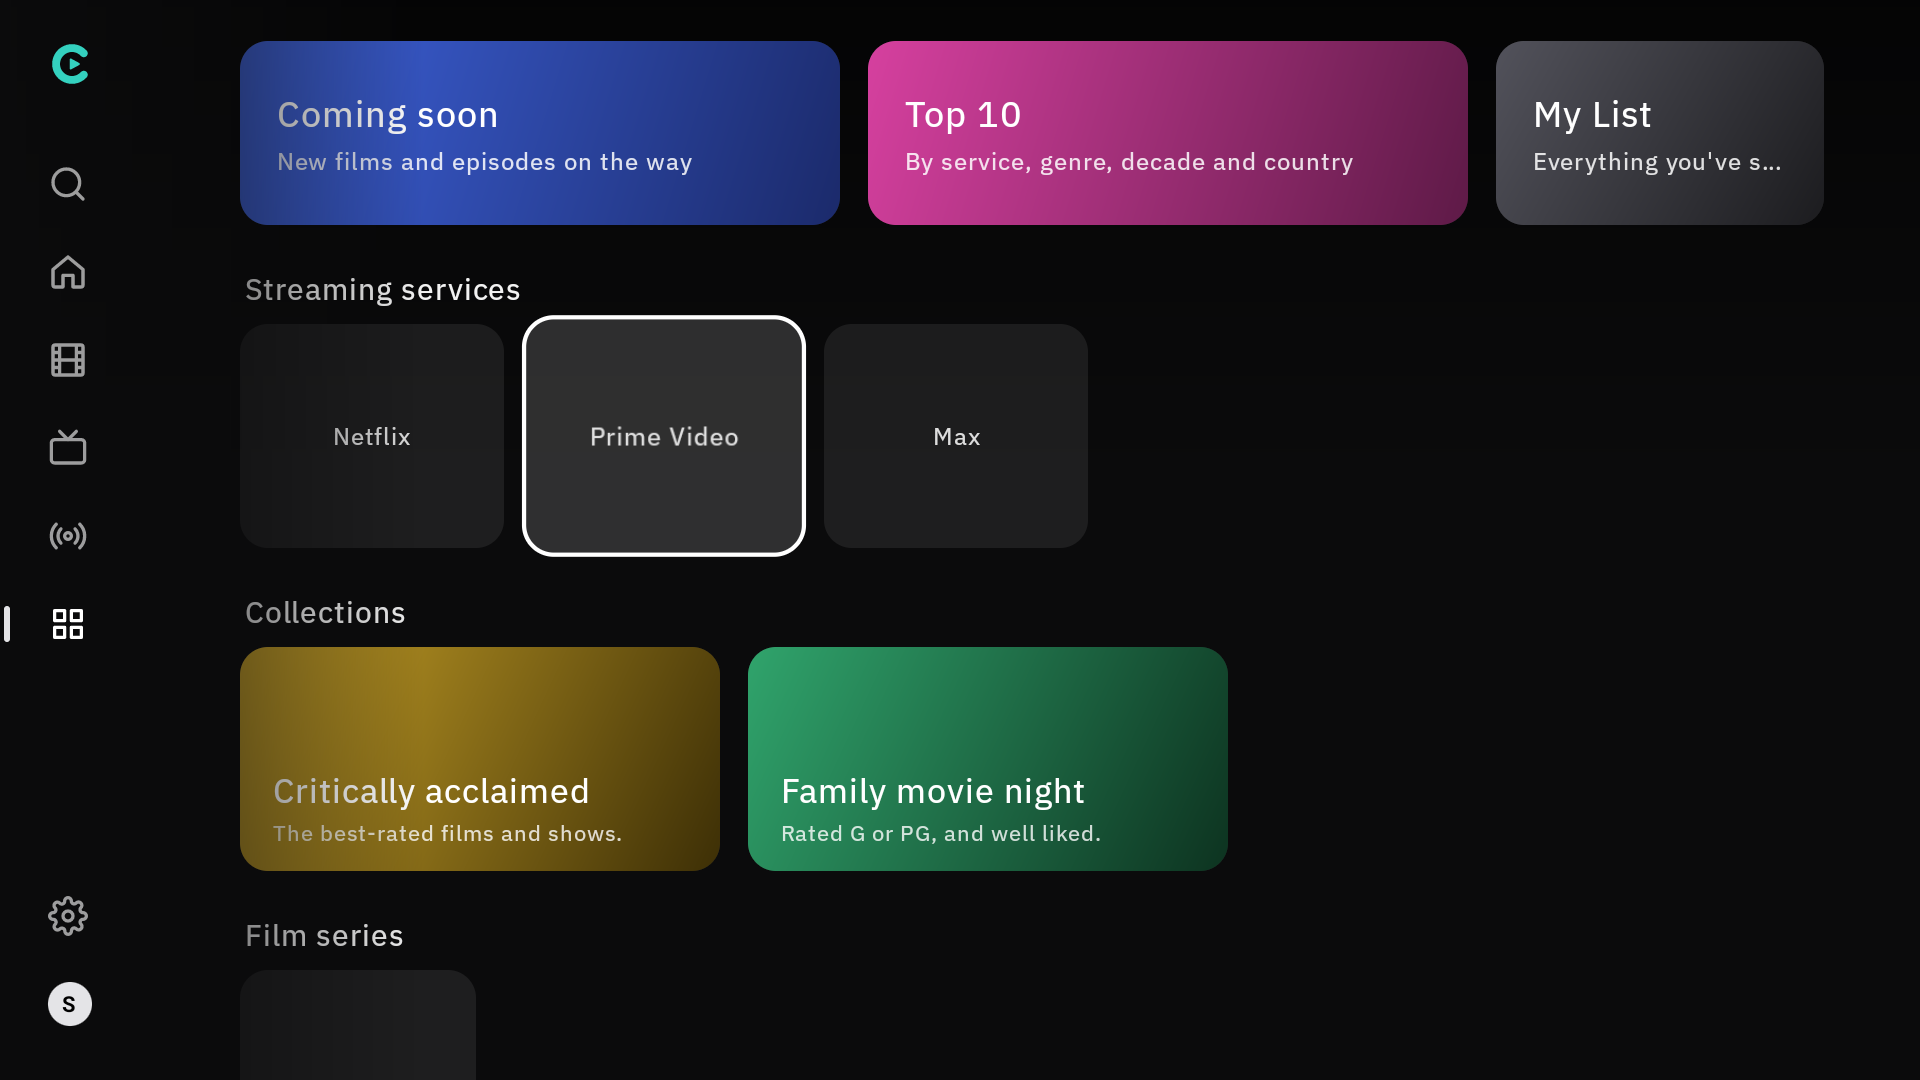 Coming soon
New films and episodes on the way
Top 10
By service, genre, decade and country
My List
Everything you've s...
Streaming services
Netflix
Prime Video
Max
Collections
Critically acclaimed
The best-rated films and shows.
Family movie night
Rated G or PG, and well liked.
Film series
S